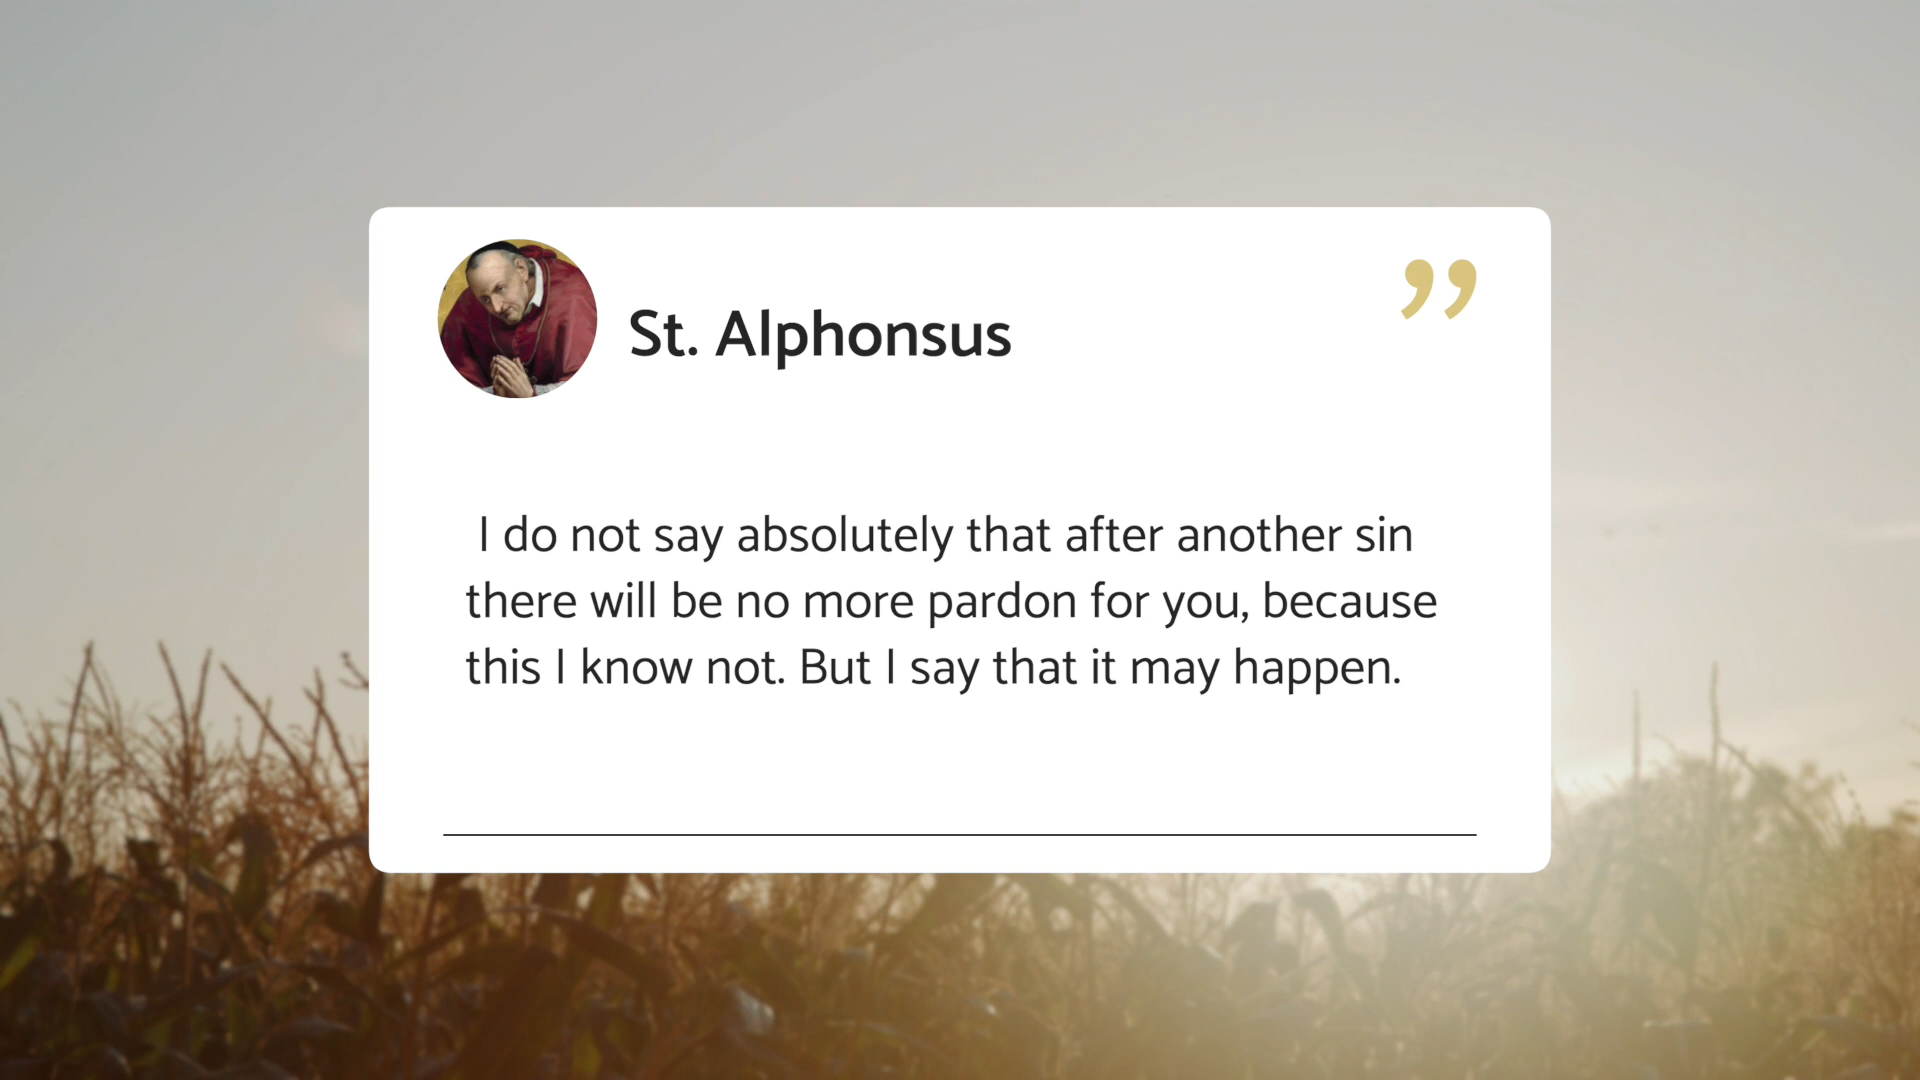 St. Alphonsus
”
I do not say absolutely that after another sin
there will be no more pardon for you, because
this I know not. But I say that it may happen.